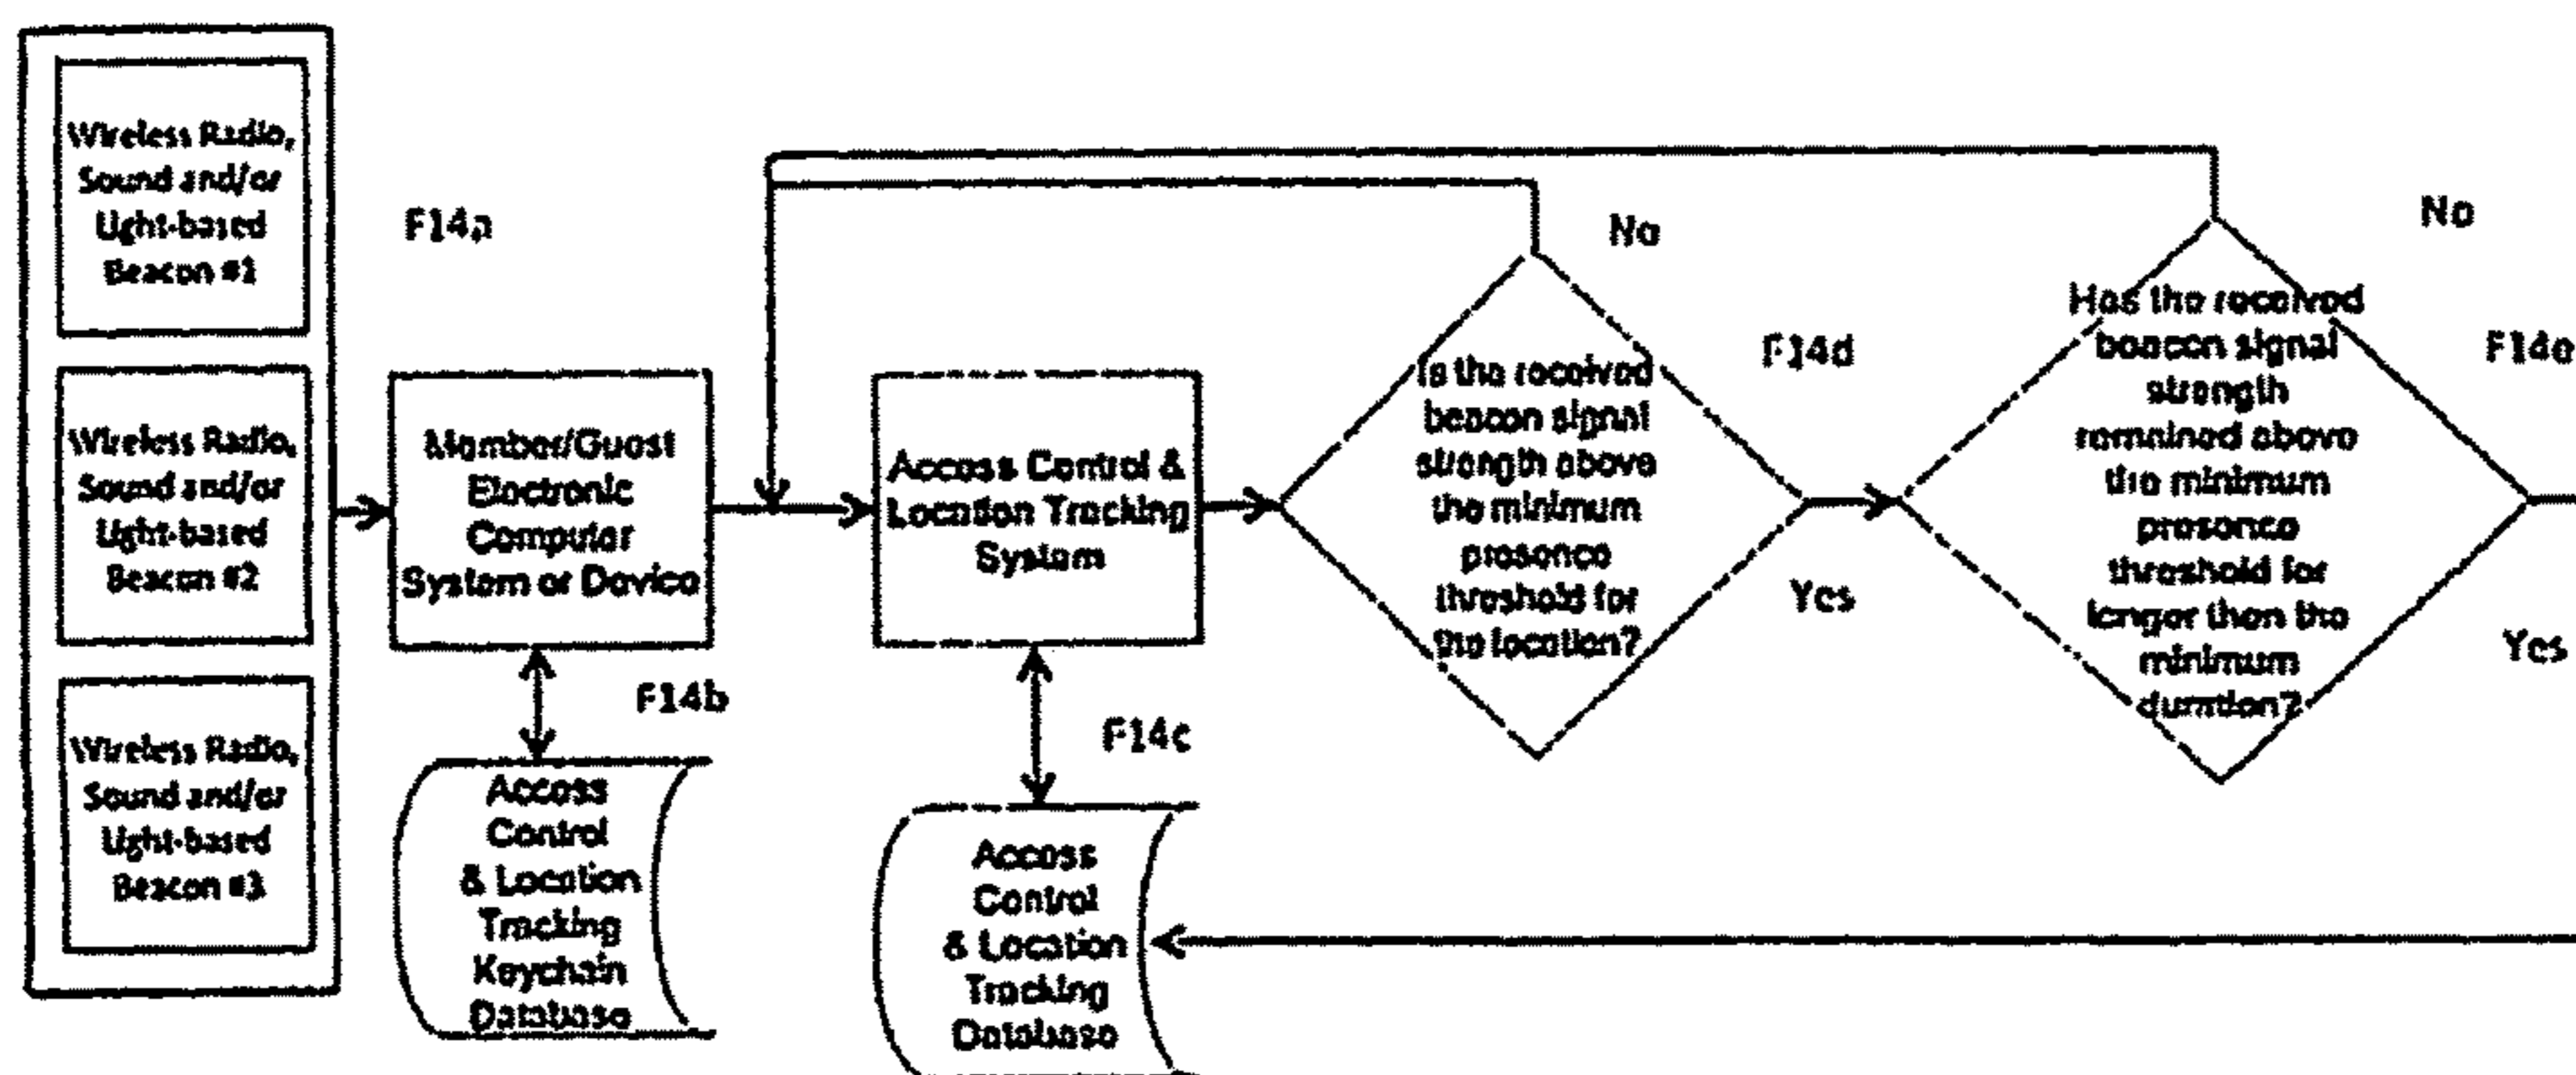 Wireless Radio,
Sound and/or
Light-based
Beacon #1
Wireless Radio,
Sound and/or
Light-based
Beacon #2
Wireless Radio,
Sound and/or
Light-based
Beacon #3
F14a
Member/Guest
Electronic
Computer
System or Device
F14b
Access
Control
& Location
Tracking
Keychain
Database
Access Control &
Location Tracking
System
F14c
Access
Control
& Location
Tracking
Database
Is the received
beacon signal
strength above
the minimum
presence
threshold for
the location?
No
F14d
Yes
Has the received
beacon signal
strength
remained above
the minimum
presence
threshold for
longer then the
minimum
duration?
No
F14e
Yes